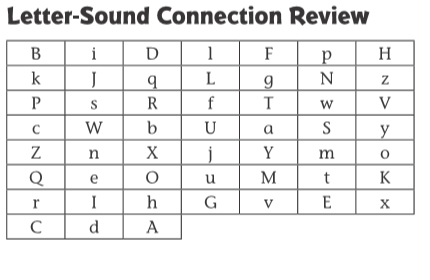 Letter-Sound Connection Review
B i D l F p H
k J q L g N z
P s R f T w V
c W b U a S y
Z n X j Y m o
Q e O u M t K
r I h G v E x
C d A